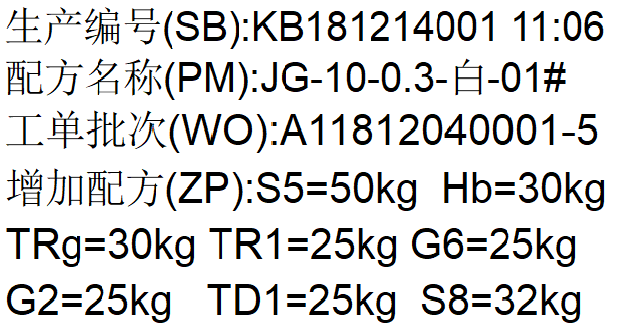 生产编号(SB):KB181214001 11:06
配方名称(PM):JG-10-0.3-白-01#
工单批次(WO):A11812040001-5
增加配方(ZP):S5=50kg  Hb=30kg
TRg=30kg TR1=25kg G6=25kg
G2=25kg   TD1=25kg  S8=32kg